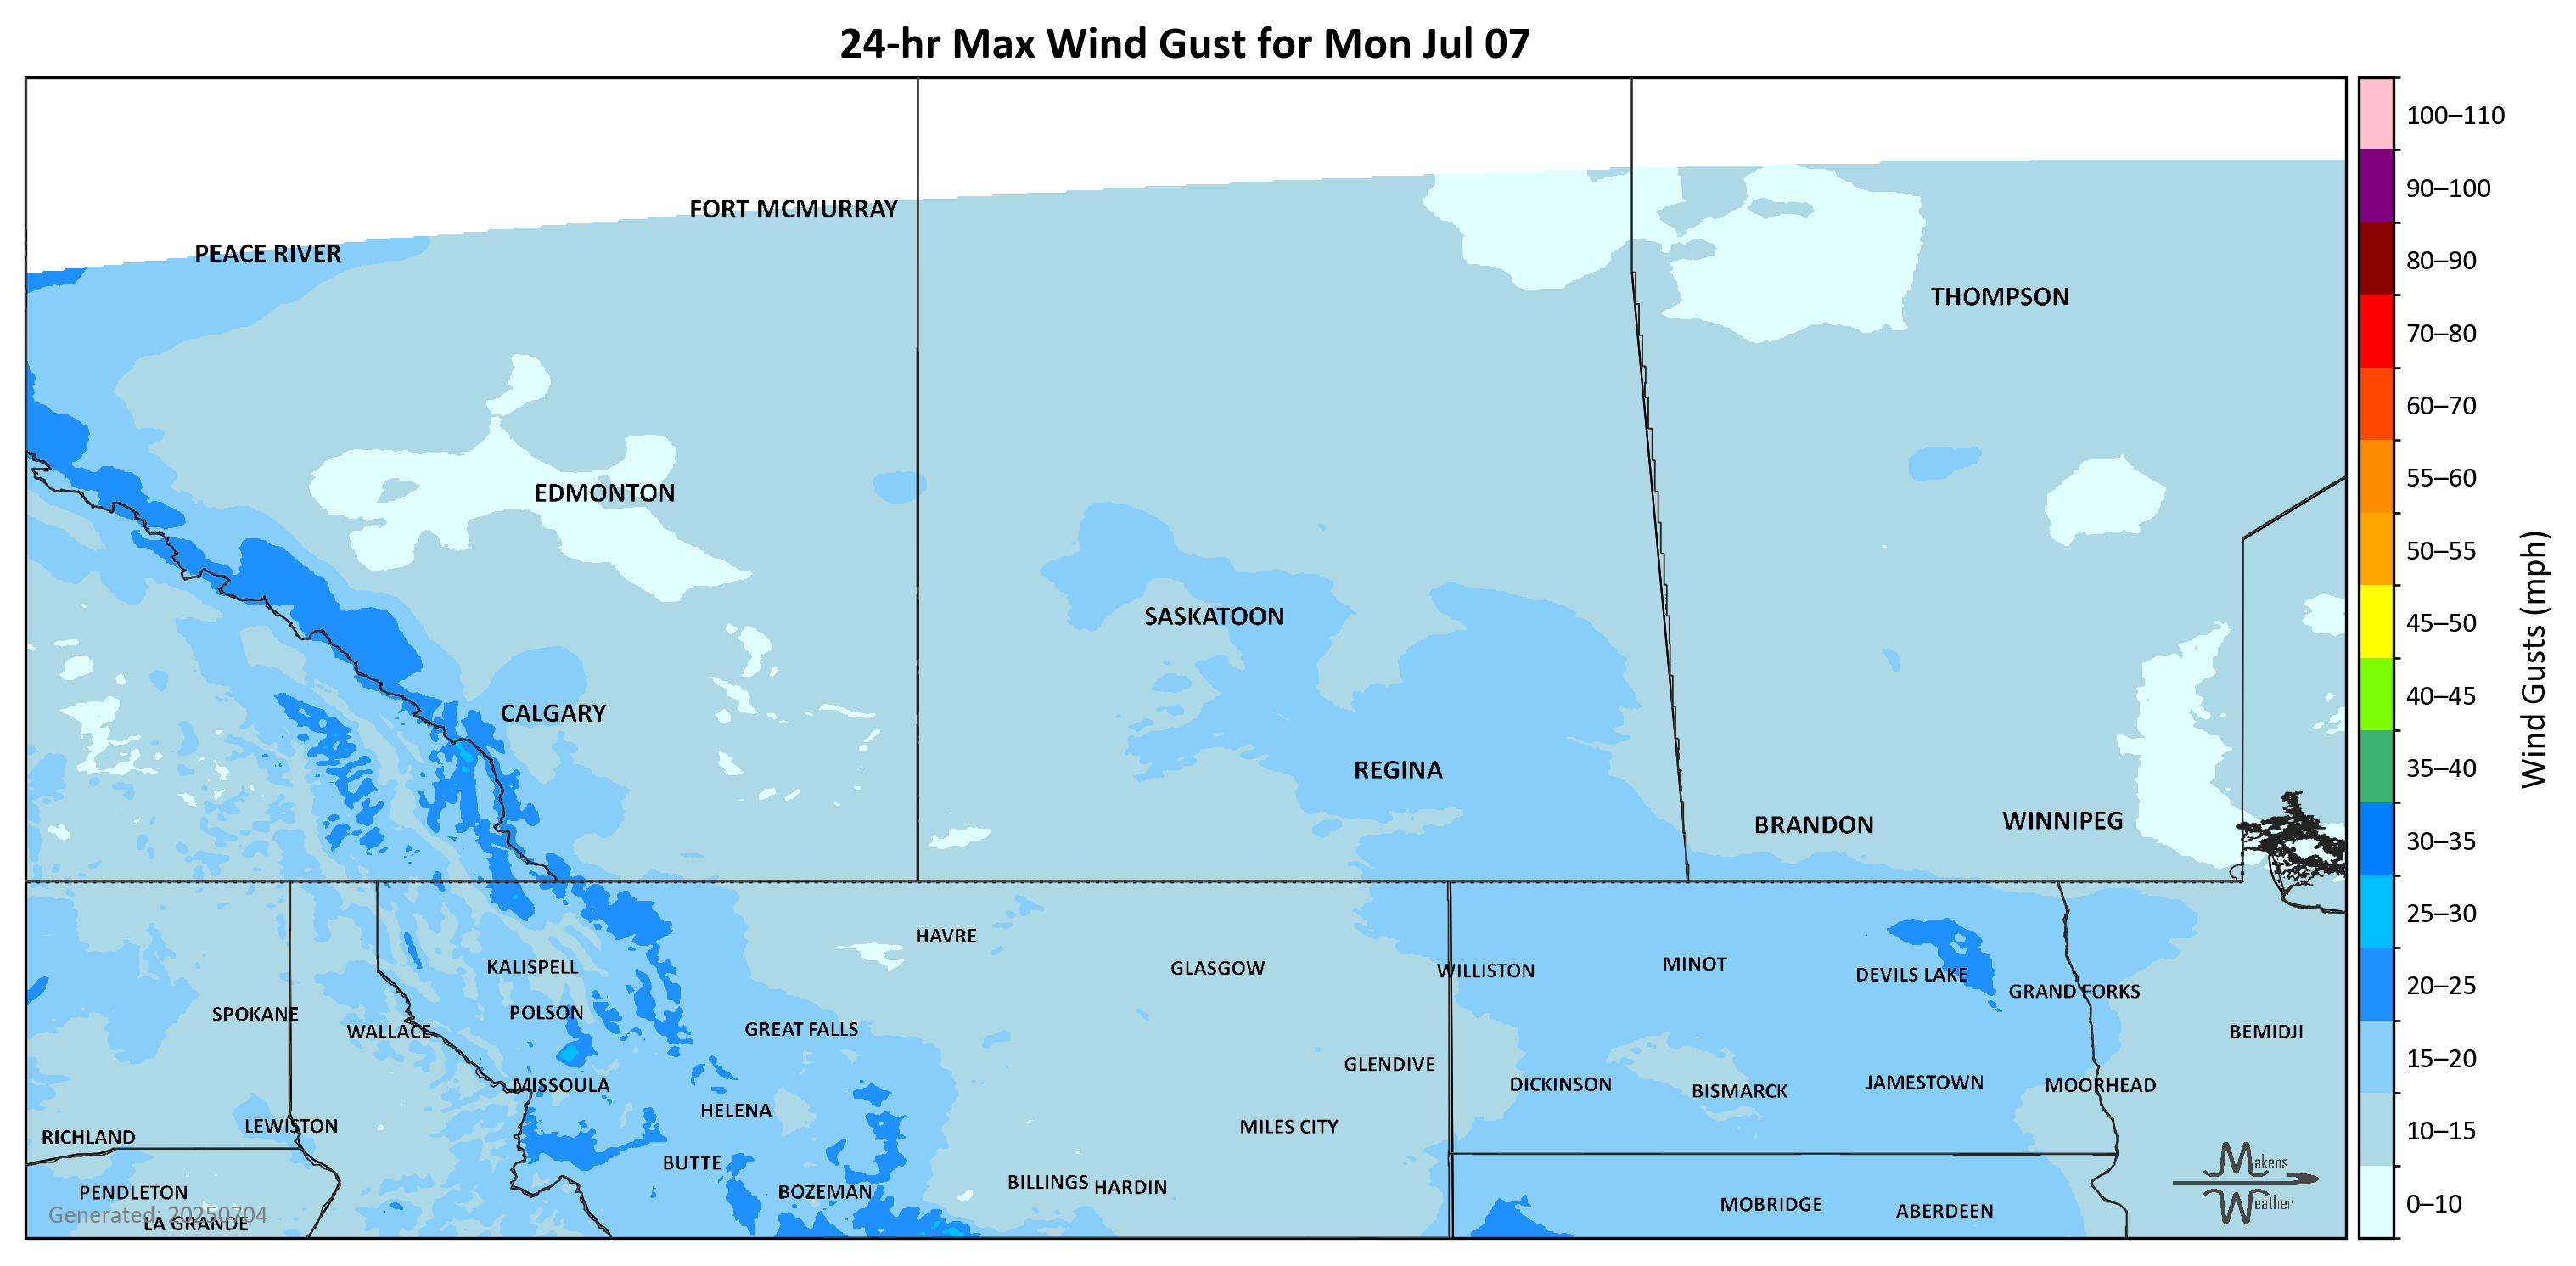 24-hr Max Wind Gust for Mon Jul 07
100–110
90–100
80–90
70–80
60–70
55–60
50–55
45–50
40–45
35–40
30–35
25–30
20–25
15–20
10–15
0–10
Wind Gusts (mph)
FORT MCMURRAY
PEACE RIVER
THOMPSON
EDMONTON
SASKATOON
CALGARY
REGINA
BRANDON
WINNIPEG
HAVRE
KALISPELL
GLASGOW
WILLISTON
MINOT
DEVILS LAKE
GRAND FORKS
SPOKANE
POLSON
WALLACE
GREAT FALLS
BEMIDJI
GLENDIVE
MISSOULA
DICKINSON
BISMARCK
JAMESTOWN
MOORHEAD
HELENA
LEWISTON
MILES CITY
RICHLAND
BUTTE
BILLINGS
HARDIN
PENDLETON
BOZEMAN
MOBRIDGE
ABERDEEN
LA GRANDE
Generated: 20250704
Makens
Weather